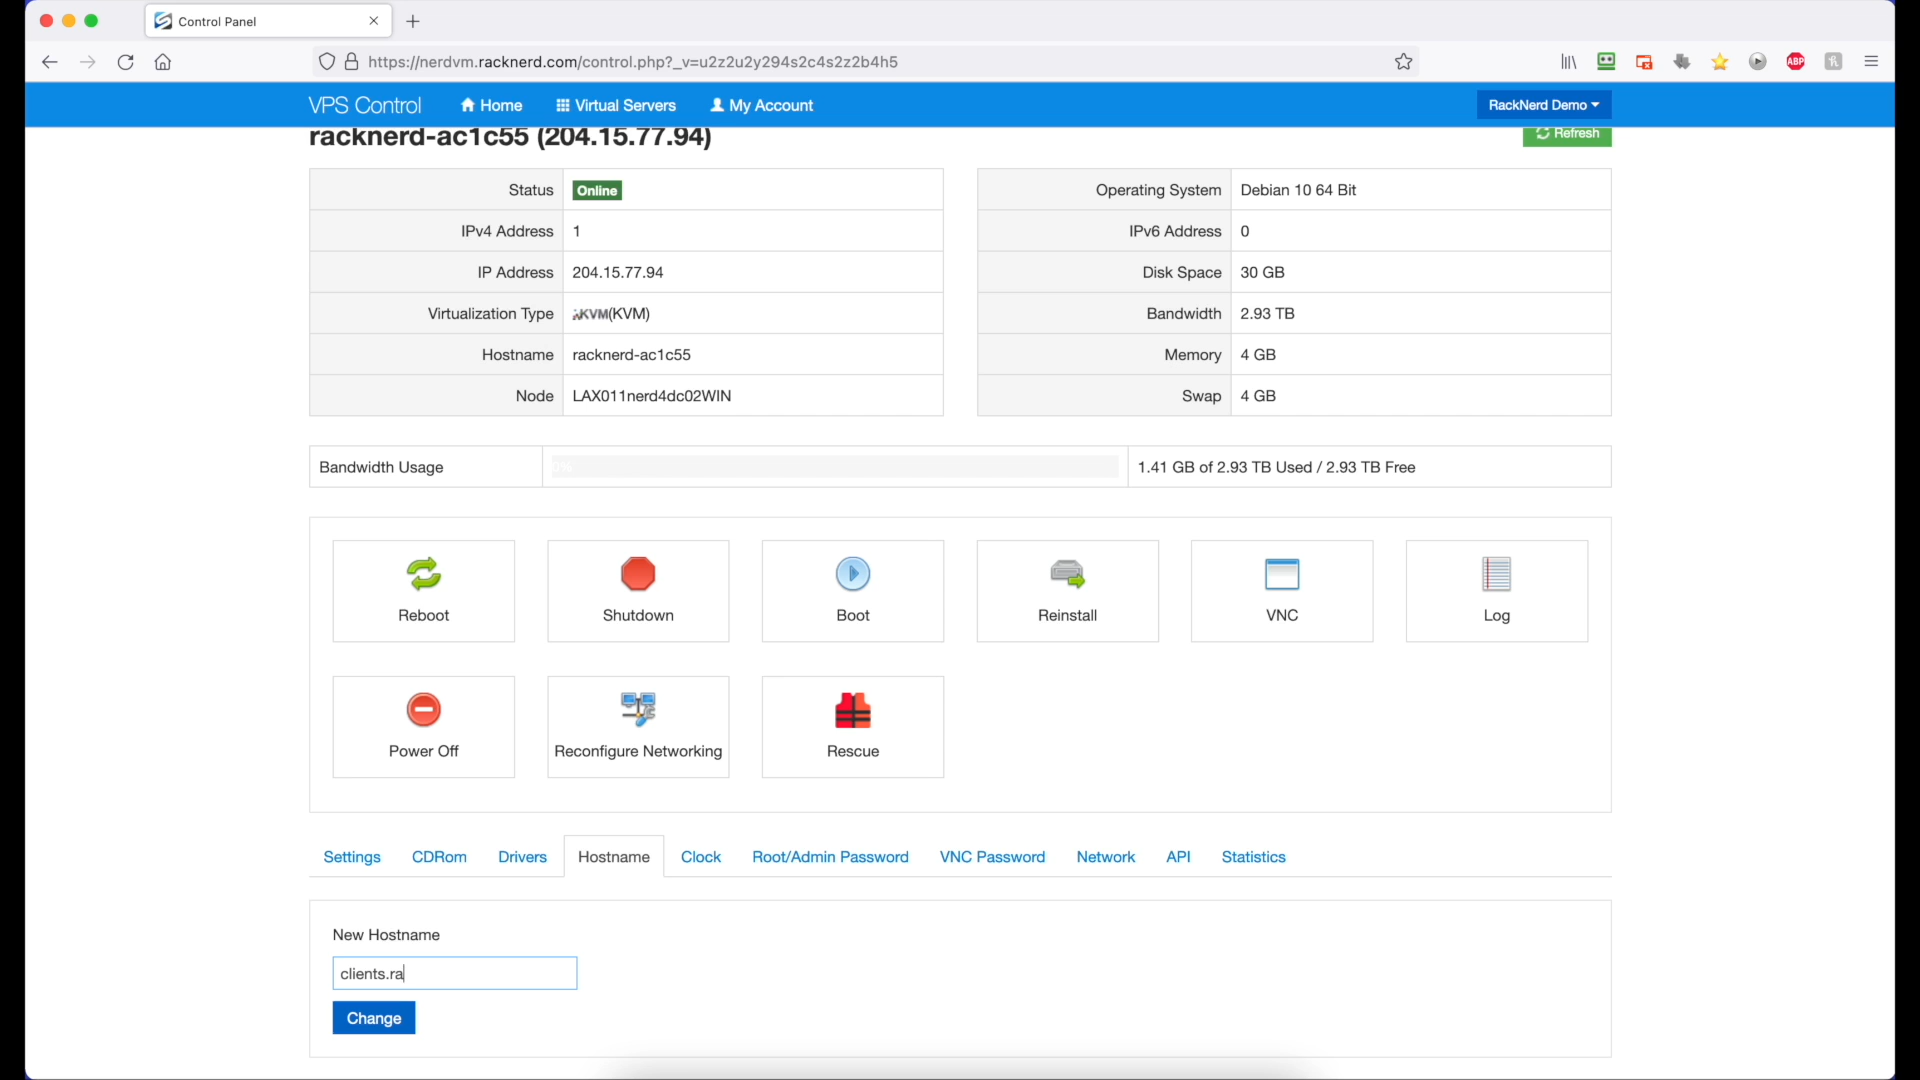 Control Panel
https://nerdvm.racknerd.com/control.php?_v=u2z2u2y294s2c4s2z2b4h5
ABP
VPS Control Home Virtual Servers My Account RackNerd Demo
racknerd-ac1c55 (204.15.77.94) Refresh
Status Online
IPv4 Address 1
IP Address 204.15.77.94
Virtualization Type KVM(KVM)
Hostname racknerd-ac1c55
Node LAX011nerd4dc02WIN
Operating System Debian 10 64 Bit
IPv6 Address 0
Disk Space 30 GB
Bandwidth 2.93 TB
Memory 4 GB
Swap 4 GB
Bandwidth Usage 0% 1.41 GB of 2.93 TB Used / 2.93 TB Free
Reboot Shutdown Boot Reinstall VNC Log
Power Off Reconfigure Networking Rescue
Settings CDRom Drivers Hostname Clock Root/Admin Password VNC Password Network API Statistics
New Hostname
clients.ra
Change